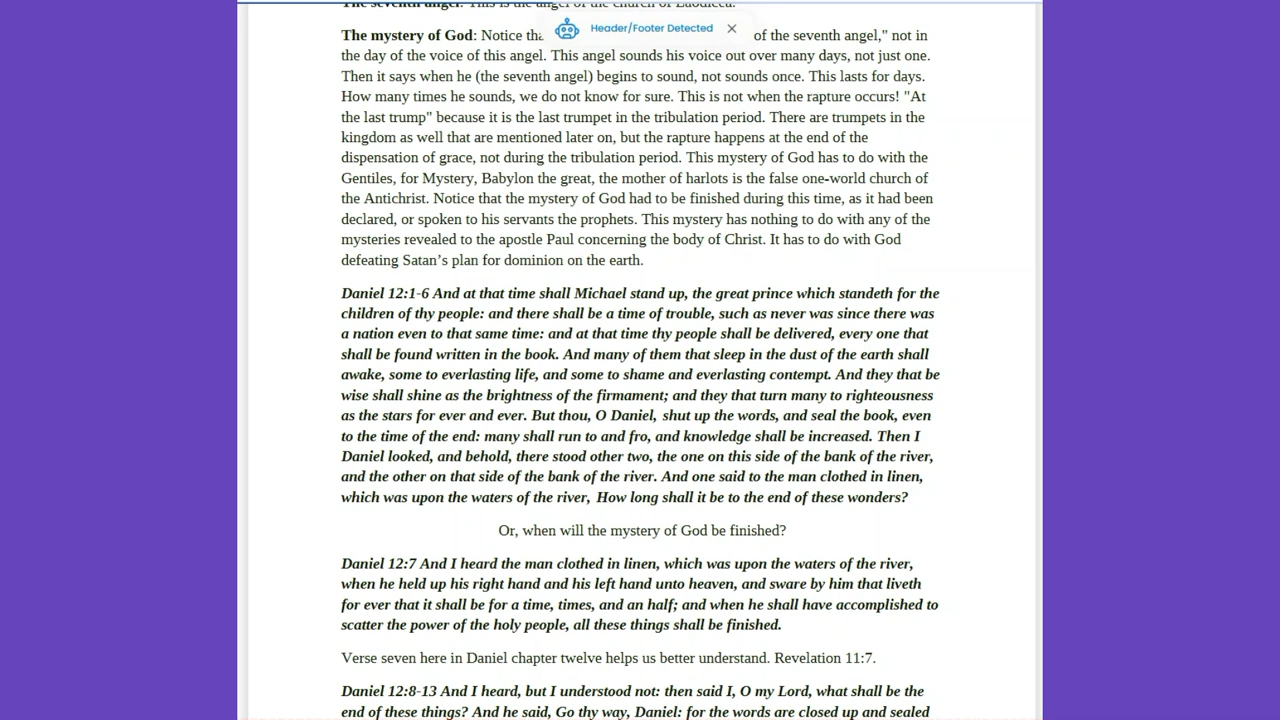 The seventh angel: This is the angel of the church of Laodicea.
Header/Footer Detected
The mystery of God: Notice tha of the seventh angel," not in
the day of the voice of this angel. This angel sounds his voice out over many days, not just one.
Then it says when he (the seventh angel) begins to sound, not sounds once. This lasts for days.
How many times he sounds, we do not know for sure. This is not when the rapture occurs! "At
the last trump" because it is the last trumpet in the tribulation period. There are trumpets in the
kingdom as well that are mentioned later on, but the rapture happens at the end of the
dispensation of grace, not during the tribulation period. This mystery of God has to do with the
Gentiles, for Mystery, Babylon the great, the mother of harlots is the false one-world church of
the Antichrist. Notice that the mystery of God had to be finished during this time, as it had been
declared, or spoken to his servants the prophets. This mystery has nothing to do with any of the
mysteries revealed to the apostle Paul concerning the body of Christ. It has to do with God
defeating Satan’s plan for dominion on the earth.
Daniel 12:1-6 And at that time shall Michael stand up, the great prince which standeth for the
children of thy people: and there shall be a time of trouble, such as never was since there was
a nation even to that same time: and at that time thy people shall be delivered, every one that
shall be found written in the book. And many of them that sleep in the dust of the earth shall
awake, some to everlasting life, and some to shame and everlasting contempt. And they that be
wise shall shine as the brightness of the firmament; and they that turn many to righteousness
as the stars for ever and ever. But thou, O Daniel, shut up the words, and seal the book, even
to the time of the end: many shall run to and fro, and knowledge shall be increased. Then I
Daniel looked, and behold, there stood other two, the one on this side of the bank of the river,
and the other on that side of the bank of the river. And one said to the man clothed in linen,
which was upon the waters of the river, How long shall it be to the end of these wonders?
Or, when will the mystery of God be finished?
Daniel 12:7 And I heard the man clothed in linen, which was upon the waters of the river,
when he held up his right hand and his left hand unto heaven, and sware by him that liveth
for ever that it shall be for a time, times, and an half; and when he shall have accomplished to
scatter the power of the holy people, all these things shall be finished.
Verse seven here in Daniel chapter twelve helps us better understand. Revelation 11:7.
Daniel 12:8-13 And I heard, but I understood not: then said I, O my Lord, what shall be the
end of these things? And he said, Go thy way, Daniel: for the words are closed up and sealed